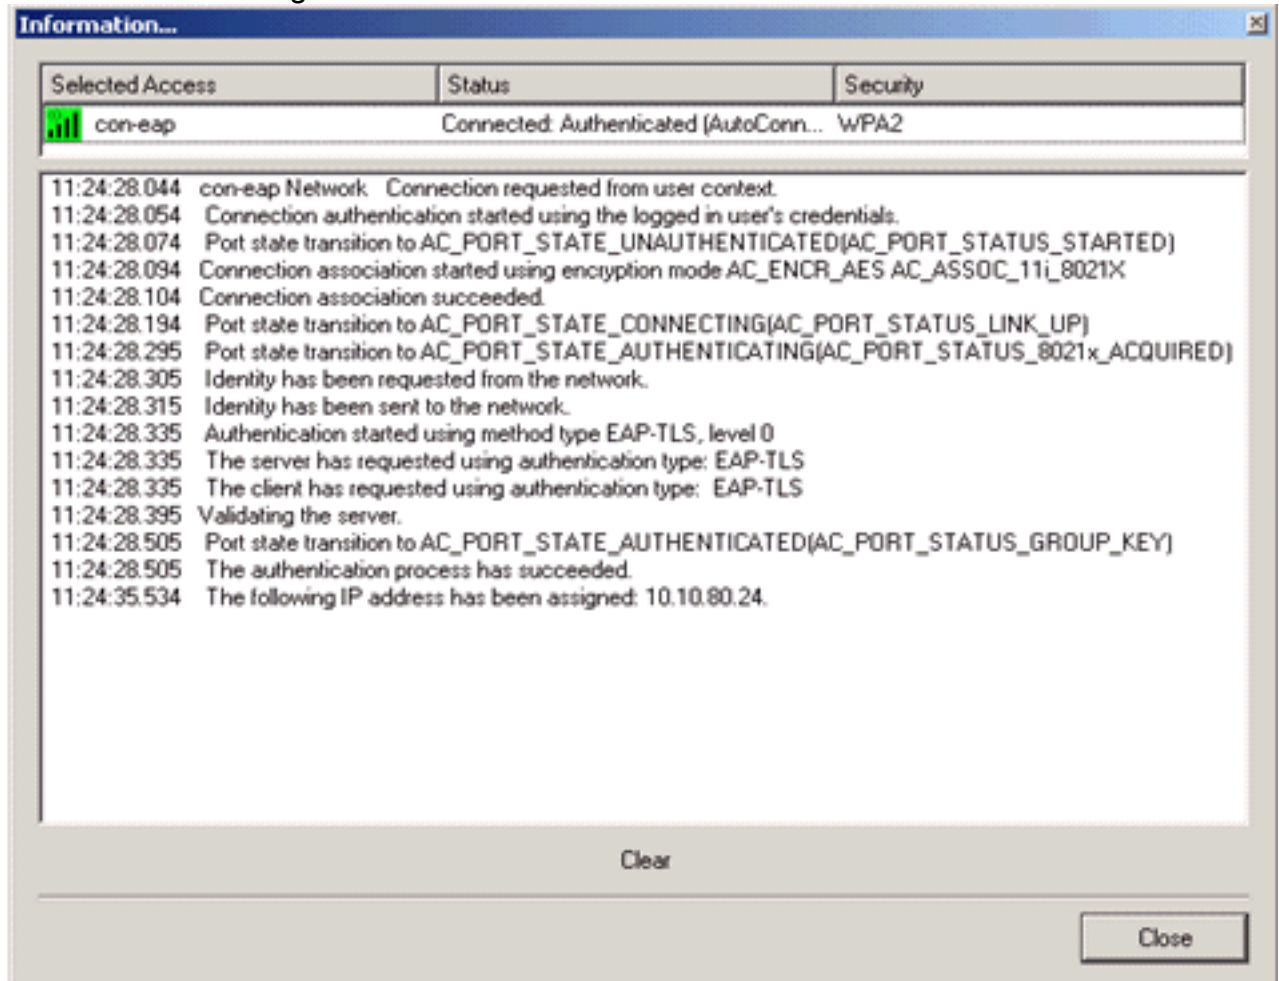 Information...
Selected Access Status Security
con-eap Connected: Authenticated (AutoConn... WPA2
11:24:28.044 con-eap Network Connection requested from user context.
11:24:28.054 Connection authentication started using the logged in user's credentials.
11:24:28.074 Port state transition to AC_PORT_STATE_UNAUTHENTICATED(AC_PORT_STATUS_STARTED)
11:24:28.094 Connection association started using encryption mode AC_ENCR_AES AC_ASSOC_11i_8021X
11:24:28.104 Connection association succeeded.
11:24:28.194 Port state transition to AC_PORT_STATE_CONNECTING(AC_PORT_STATUS_LINK_UP)
11:24:28.295 Port state transition to AC_PORT_STATE_AUTHENTICATING(AC_PORT_STATUS_8021x_ACQUIRED)
11:24:28.305 Identity has been requested from the network.
11:24:28.315 Identity has been sent to the network.
11:24:28.335 Authentication started using method type EAP-TLS, level 0
11:24:28.335 The server has requested using authentication type: EAP-TLS
11:24:28.335 The client has requested using authentication type: EAP-TLS
11:24:28.395 Validating the server.
11:24:28.505 Port state transition to AC_PORT_STATE_AUTHENTICATED(AC_PORT_STATUS_GROUP_KEY)
11:24:28.505 The authentication process has succeeded.
11:24:35.534 The following IP address has been assigned: 10.10.80.24.
Clear
Close